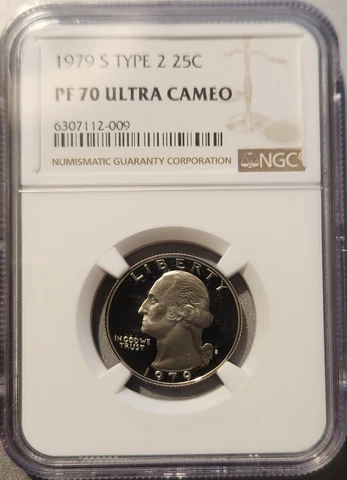 1979 S TYPE 2 25C
PF 70 ULTRA CAMEO
6307112-009
NUMISMATIC GUARANTY CORPORATION
NGC
LIBERTY
IN GOD WE
TRUST
1979